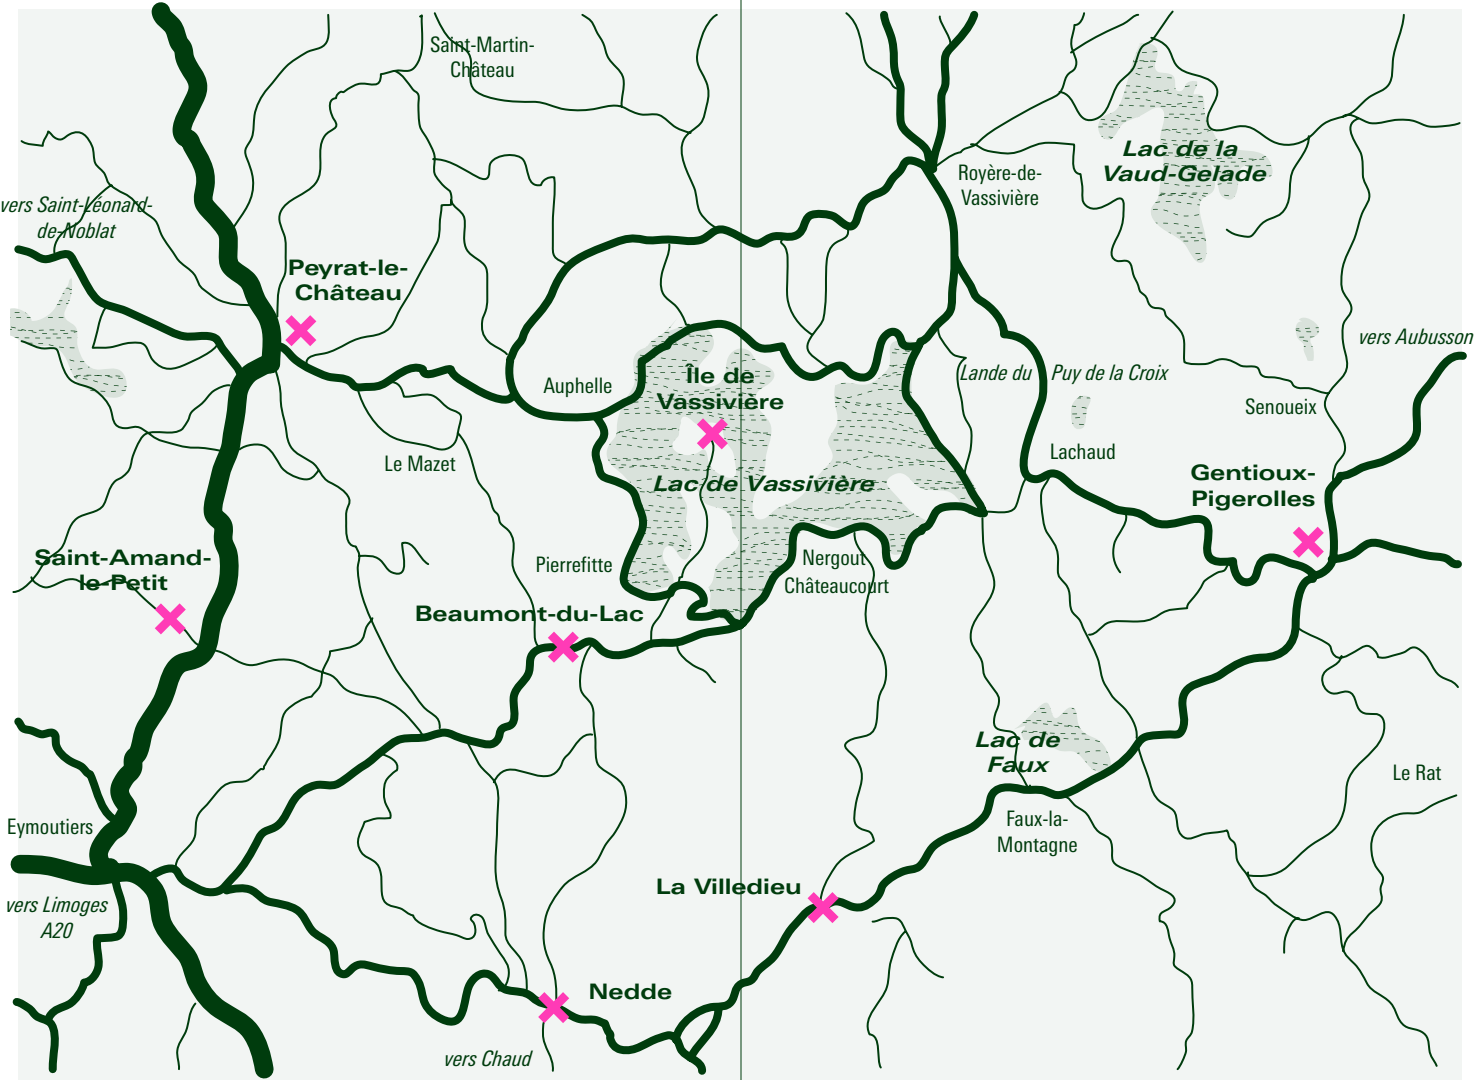 Saint-Martin-
Château
Lac de la
Vaud-Gelade
Royère-de-
Vassivière
vers Saint-Léonard-
de-Noblat
Peyrat-le-
Château
vers Aubusson
Île de
Vassivière
Auphelle
Lande du Puy de la Croix
Senoueix
Le Mazet
Lachaud
Gentioux-
Pigerolles
Lac de Vassivière
Saint-Amand-
le-Petit
Pierrefitte
Nergout
Châteaucourt
Beaumont-du-Lac
Lac de
Faux
Le Rat
Eymoutiers
Faux-la-
Montagne
La Villedieu
vers Limoges
A20
Nedde
vers Chaud